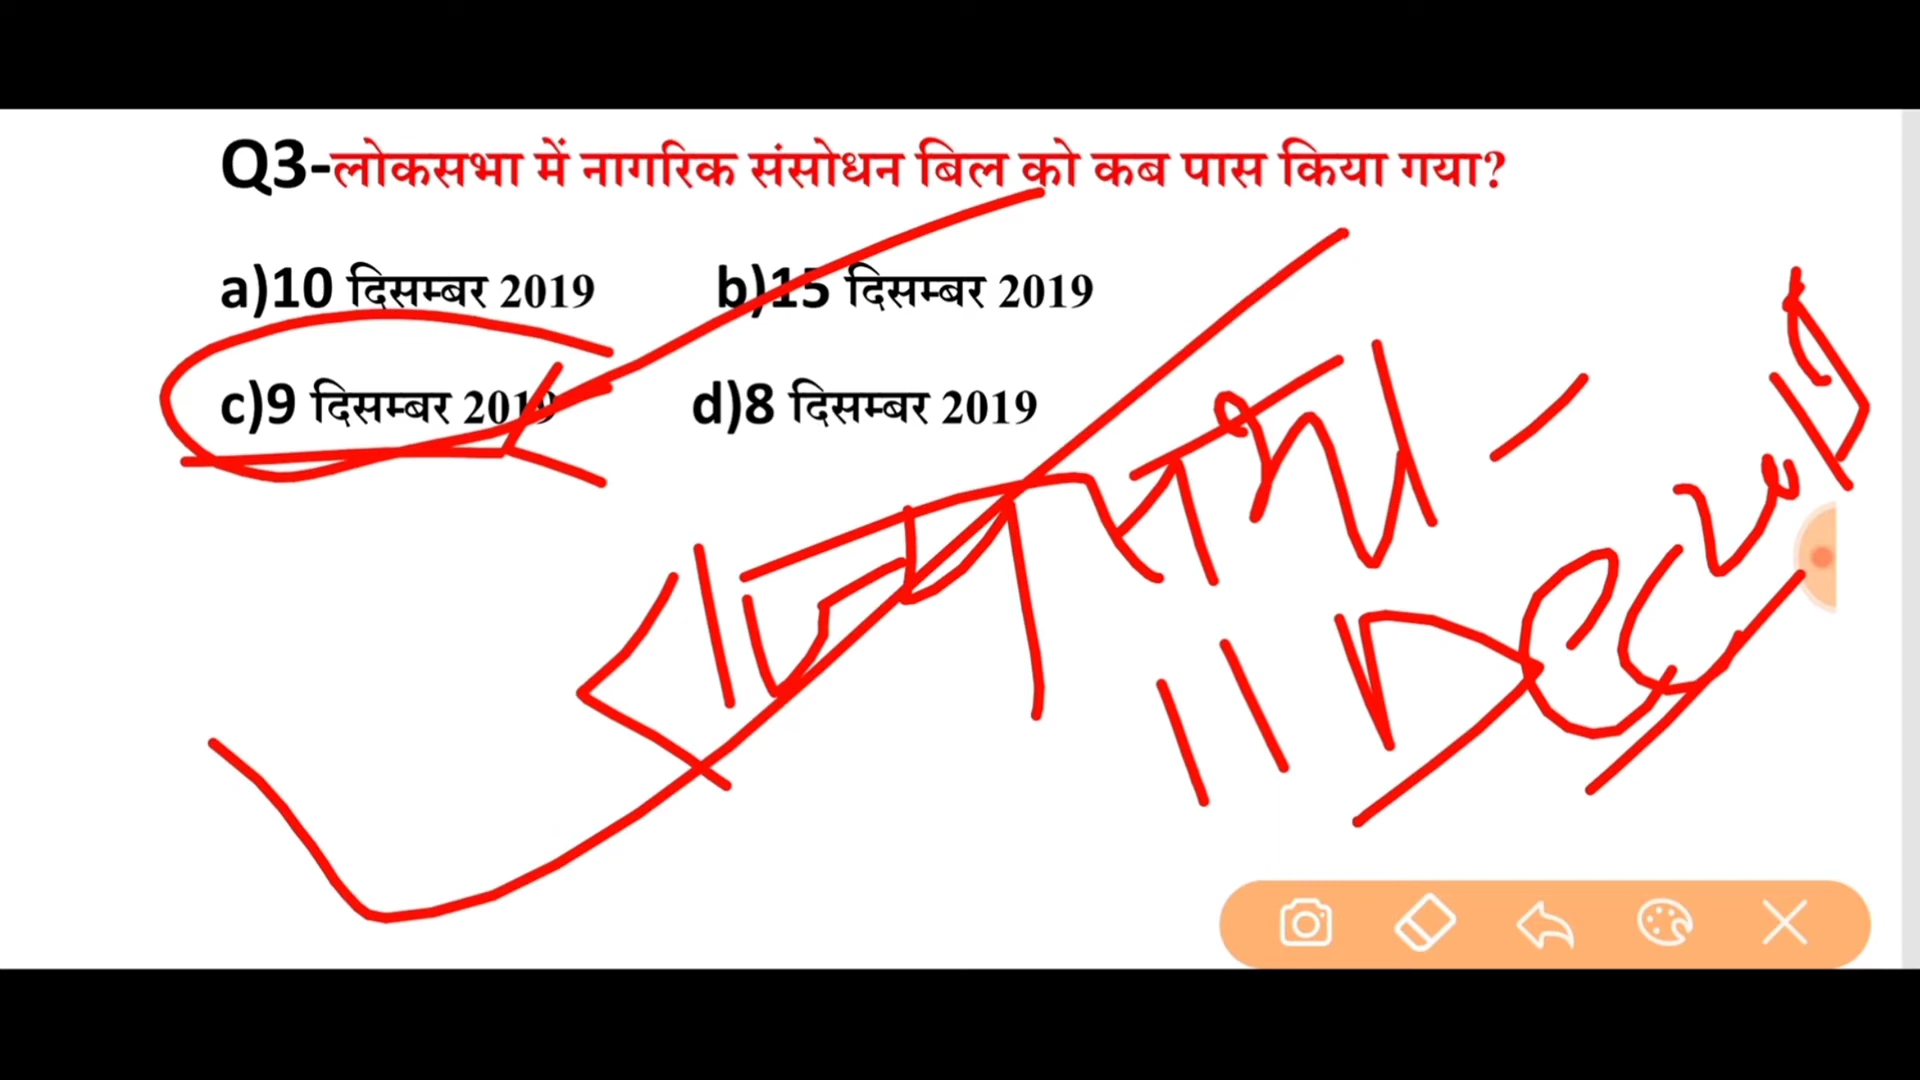 Q3-लोकसभा में नागरिक संसोधन बिल को कब पास किया गया?
a)10 दिसम्बर 2019 b)15 दिसम्बर 2019
c)9 दिसम्बर 2019 d)8 दिसम्बर 2019
राज्य सभा -
11 Dec 2019